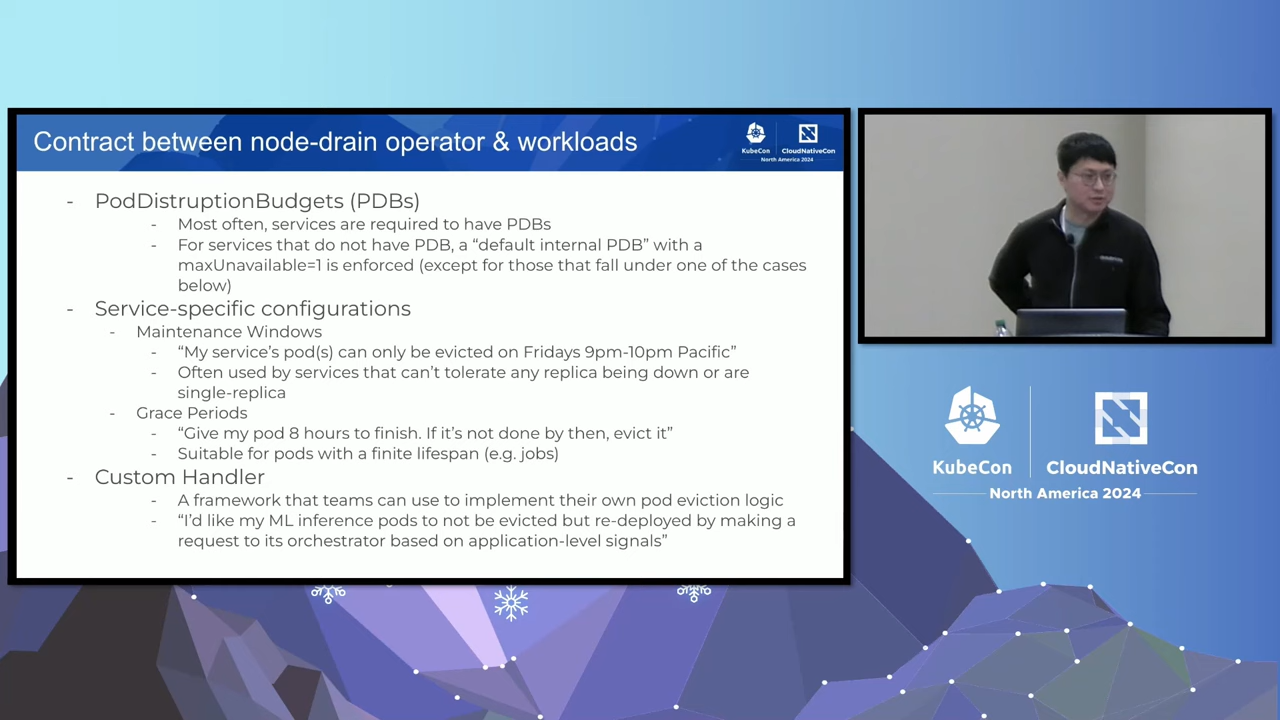 Contract between node-drain operator & workloads
KubeCon
CloudNativeCon
North America 2024
- PodDistruptionBudgets (PDBs)
- Most often, services are required to have PDBs
- For services that do not have PDB, a “default internal PDB” with a
maxUnavailable=1 is enforced (except for those that fall under one of the cases
below)
- Service-specific configurations
- Maintenance Windows
- “My service’s pod(s) can only be evicted on Fridays 9pm-10pm Pacific”
- Often used by services that can’t tolerate any replica being down or are
single-replica
- Grace Periods
- “Give my pod 8 hours to finish. If it’s not done by then, evict it”
- Suitable for pods with a finite lifespan (e.g. jobs)
- Custom Handler
- A framework that teams can use to implement their own pod eviction logic
- “I’d like my ML inference pods to not be evicted but re-deployed by making a
request to its orchestrator based on application-level signals”
KubeCon
CloudNativeCon
North America 2024